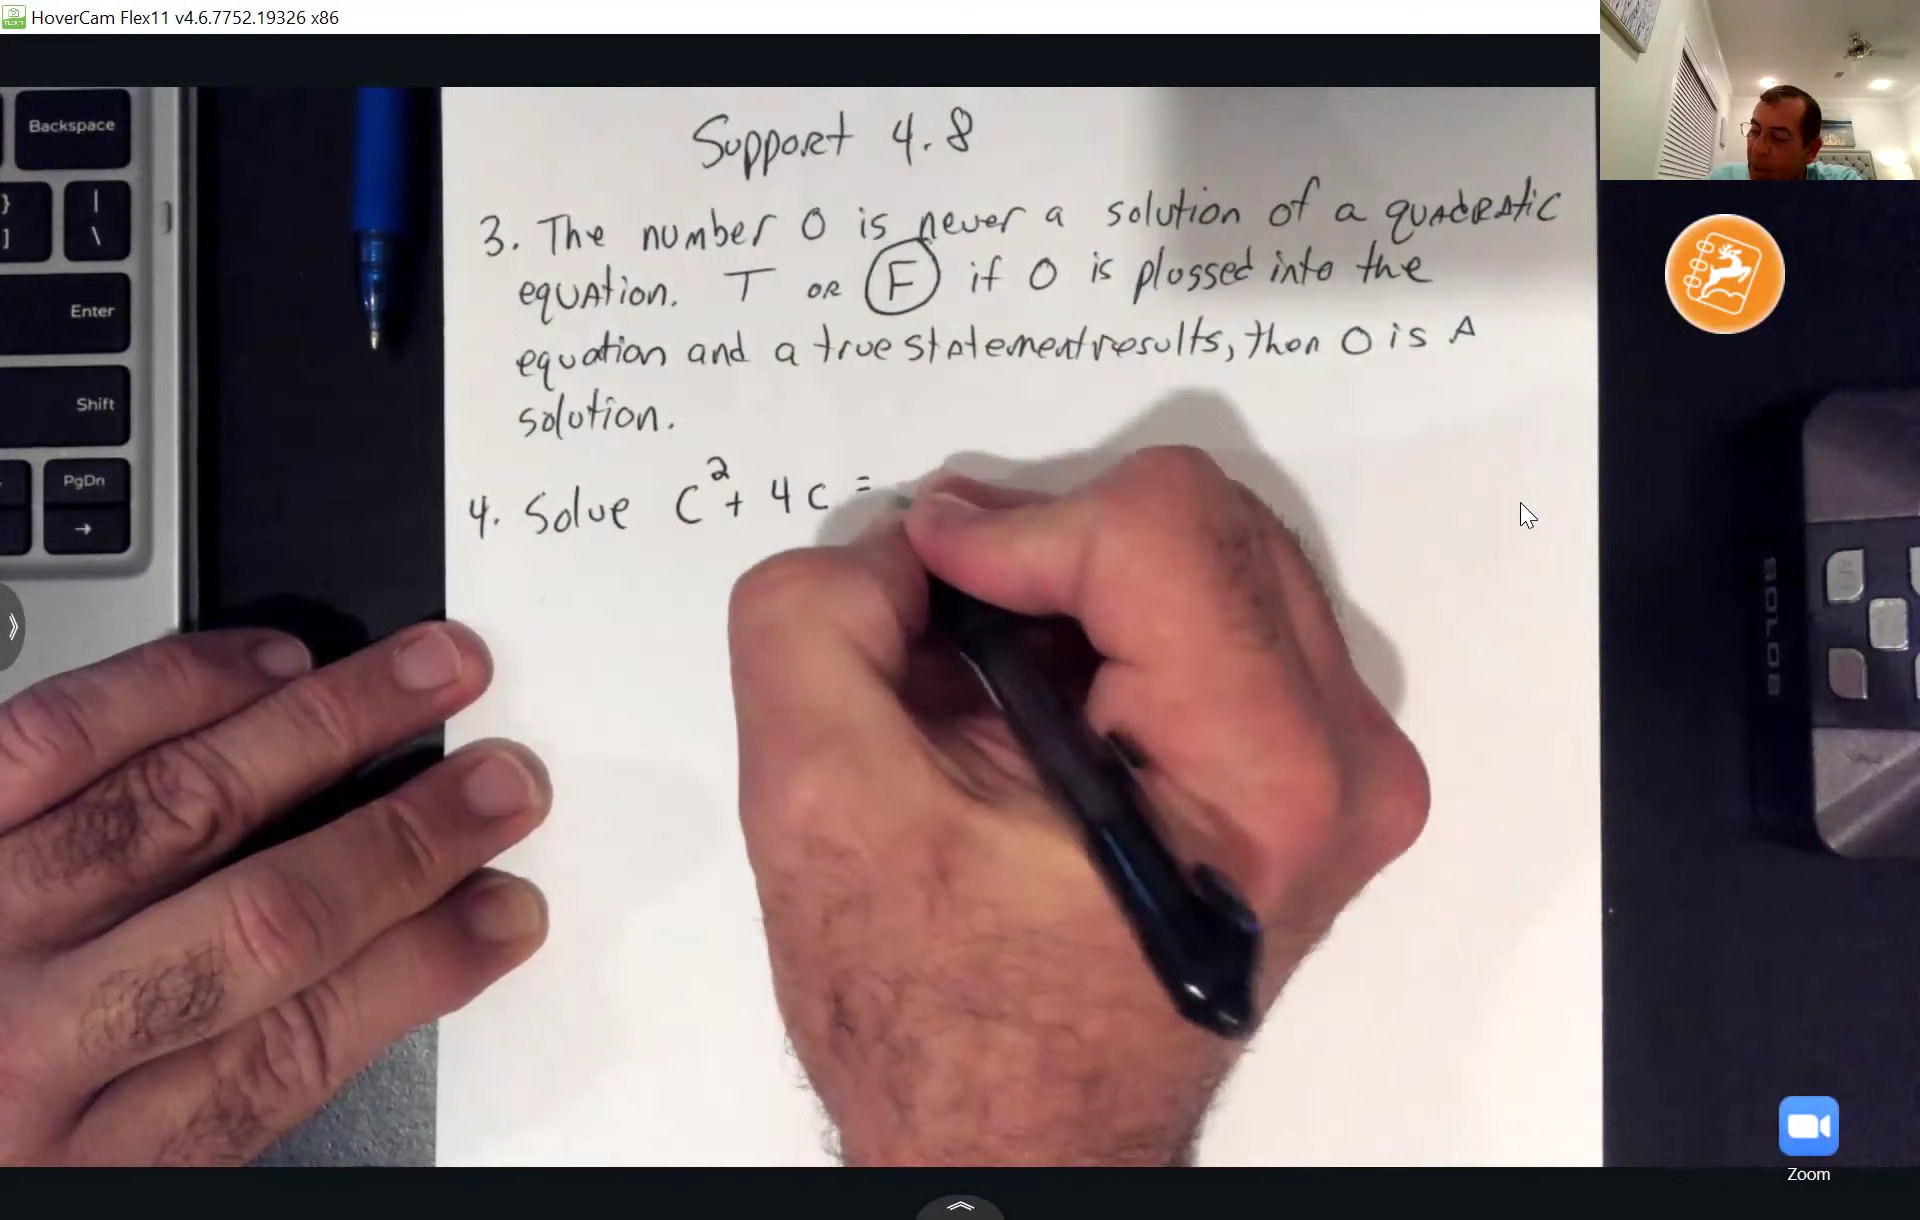 HoverCam Flex11 v4.6.7752.19326 x86
Backspace
}
]
|
\
Enter
Shift
PgDn
→
Support 4.8
3. The number 0 is never a solution of a quadratic
equation. T OR F if 0 is plugged into the
equation and a true statement results, then 0 is A
solution.
4. Solve c² + 4c =
BOLOS
Zoom